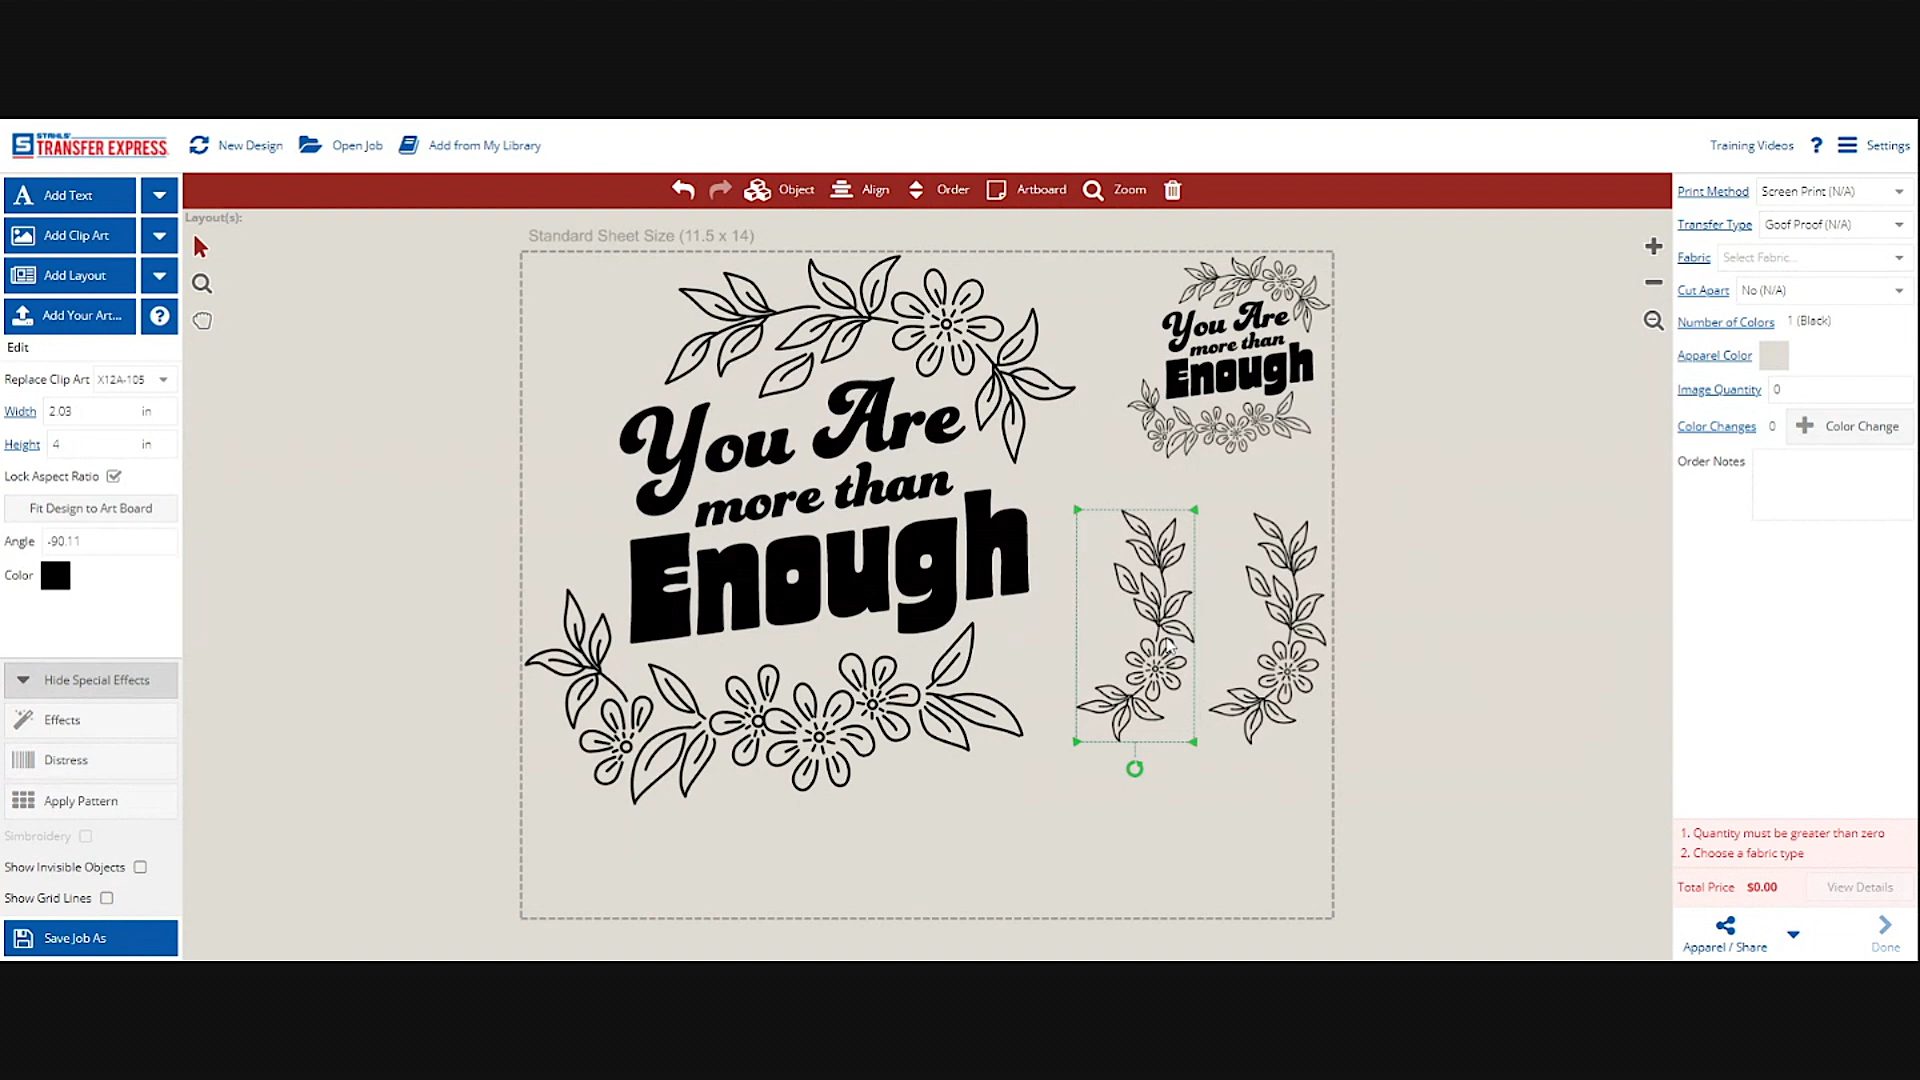 STAHLS'
TRANSFER EXPRESS.
New Design
Open Job
Add from My Library
Training Videos
?
Settings
Object
Align
Order
Artboard
Zoom
Add Text
Add Clip Art
Add Layout
Add Your Art...
?
Edit
Replace Clip Art X12A-105
Width 2.03 in
Height 4 in
Lock Aspect Ratio
Fit Design to Art Board
Angle -90.11
Color
Hide Special Effects
Effects
Distress
Apply Pattern
Simbroidery
Show Invisible Objects
Show Grid Lines
Save Job As
Layout(s):
Standard Sheet Size (11.5 x 14)
You Are
more than
Enough
You Are
more than
Enough
Print Method Screen Print (N/A)
Transfer Type Goof Proof (N/A)
Fabric Select Fabric...
Cut Apart No (N/A)
Number of Colors 1 (Black)
Apparel Color
Image Quantity 0
Color Changes 0 Color Change
Order Notes
1. Quantity must be greater than zero
2. Choose a fabric type
Total Price $0.00 View Details
Apparel / Share
Done